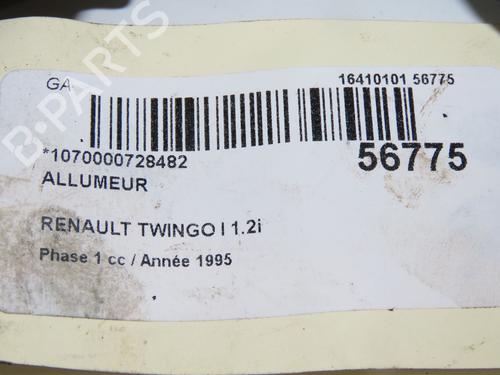 GA
16410101 56775
*1070000728482
56775
ALLUMEUR
RENAULT TWINGO I 1.2i
Phase 1 cc / Année 1995
B-PARTS